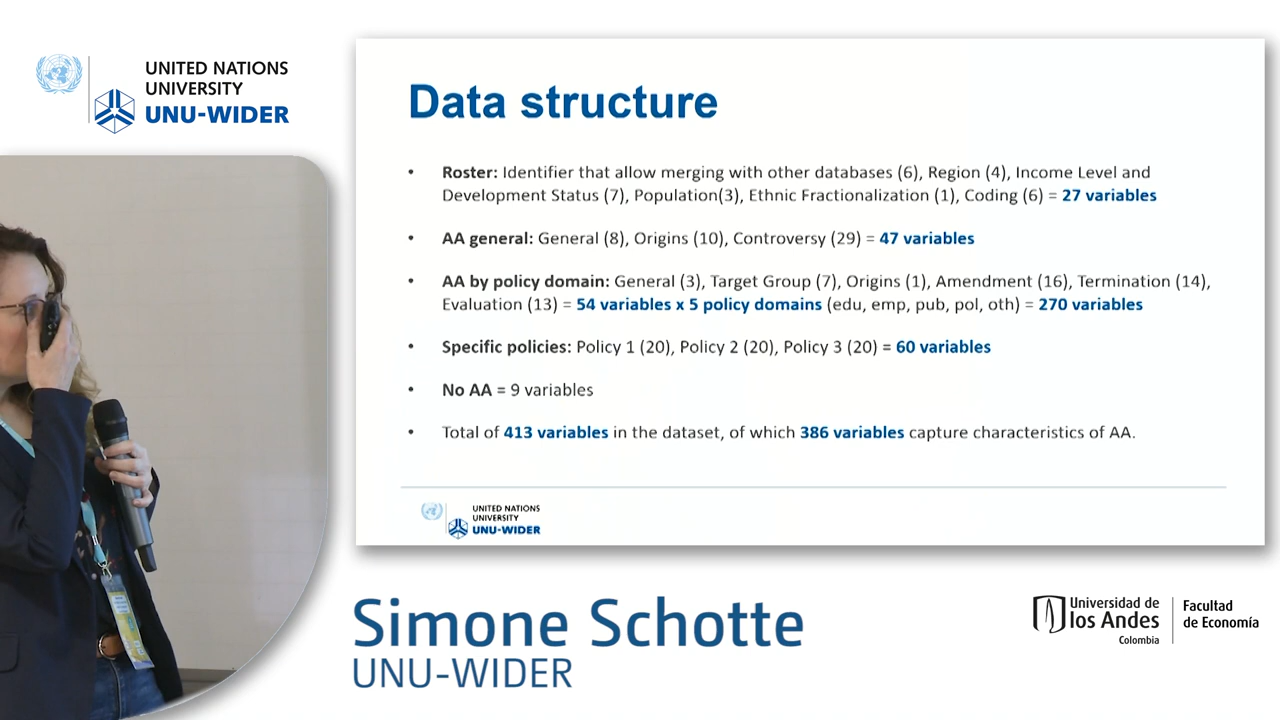 UNITED NATIONS
UNIVERSITY
UNU-WIDER
Data structure
• Roster: Identifier that allow merging with other databases (6), Region (4), Income Level and
Development Status (7), Population(3), Ethnic Fractionalization (1), Coding (6) = 27 variables
• AA general: General (8), Origins (10), Controversy (29) = 47 variables
• AA by policy domain: General (3), Target Group (7), Origins (1), Amendment (16), Termination (14),
Evaluation (13) = 54 variables x 5 policy domains (edu, emp, pub, pol, oth) = 270 variables
• Specific policies: Policy 1 (20), Policy 2 (20), Policy 3 (20) = 60 variables
• No AA = 9 variables
• Total of 413 variables in the dataset, of which 386 variables capture characteristics of AA.
UNITED NATIONS
UNIVERSITY
UNU-WIDER
Simone Schotte
UNU-WIDER
Universidad de
los Andes
Colombia
Facultad
de Economía